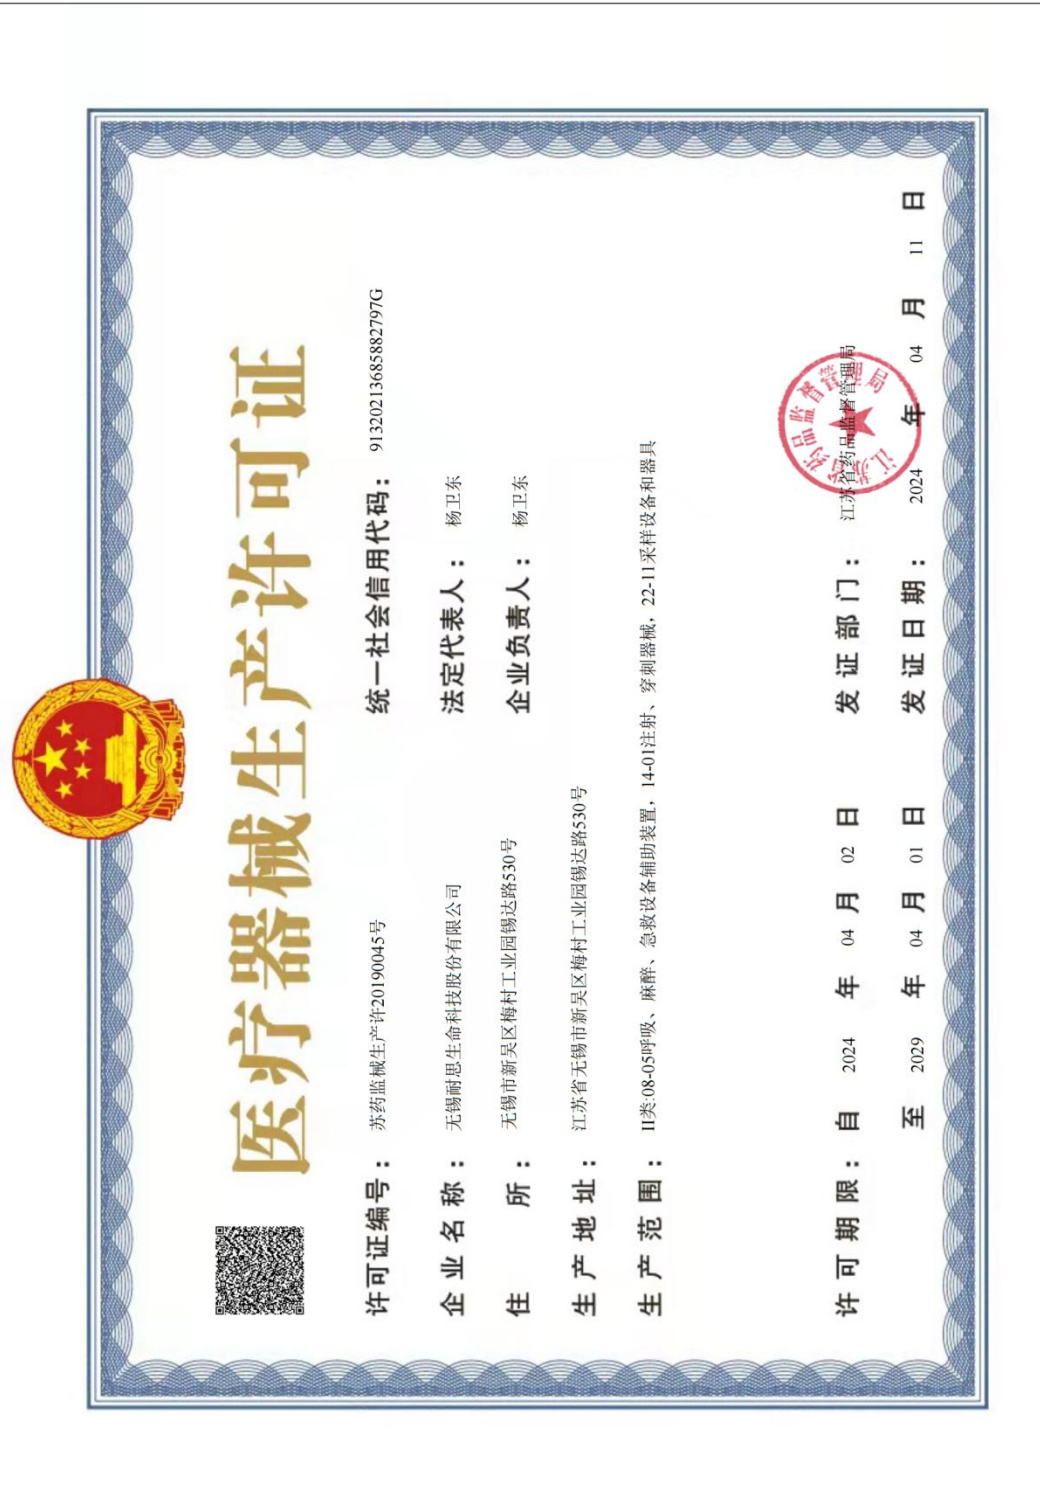 医疗器械生产许可证
许可证编号：苏药监械生产许20190045号 统一社会信用代码：91320213685882797G
企业名称：无锡耐思生命科技股份有限公司 法定代表人：杨卫东
住所：无锡市新吴区梅村工业园锡达路530号 企业负责人：杨卫东
生产地址：江苏省无锡市新吴区梅村工业园锡达路530号
生产范围：II类:08-05呼吸、麻醉、急救设备辅助装置，14-01注射、穿刺器械，22-11采样设备和器具
许可期限：自 2024 年 04 月 02 日 发证部门：江苏省药品监督管理局
至 2029 年 04 月 01 日 发证日期：2024 年 04 月 11 日
江苏省药品监督管理局